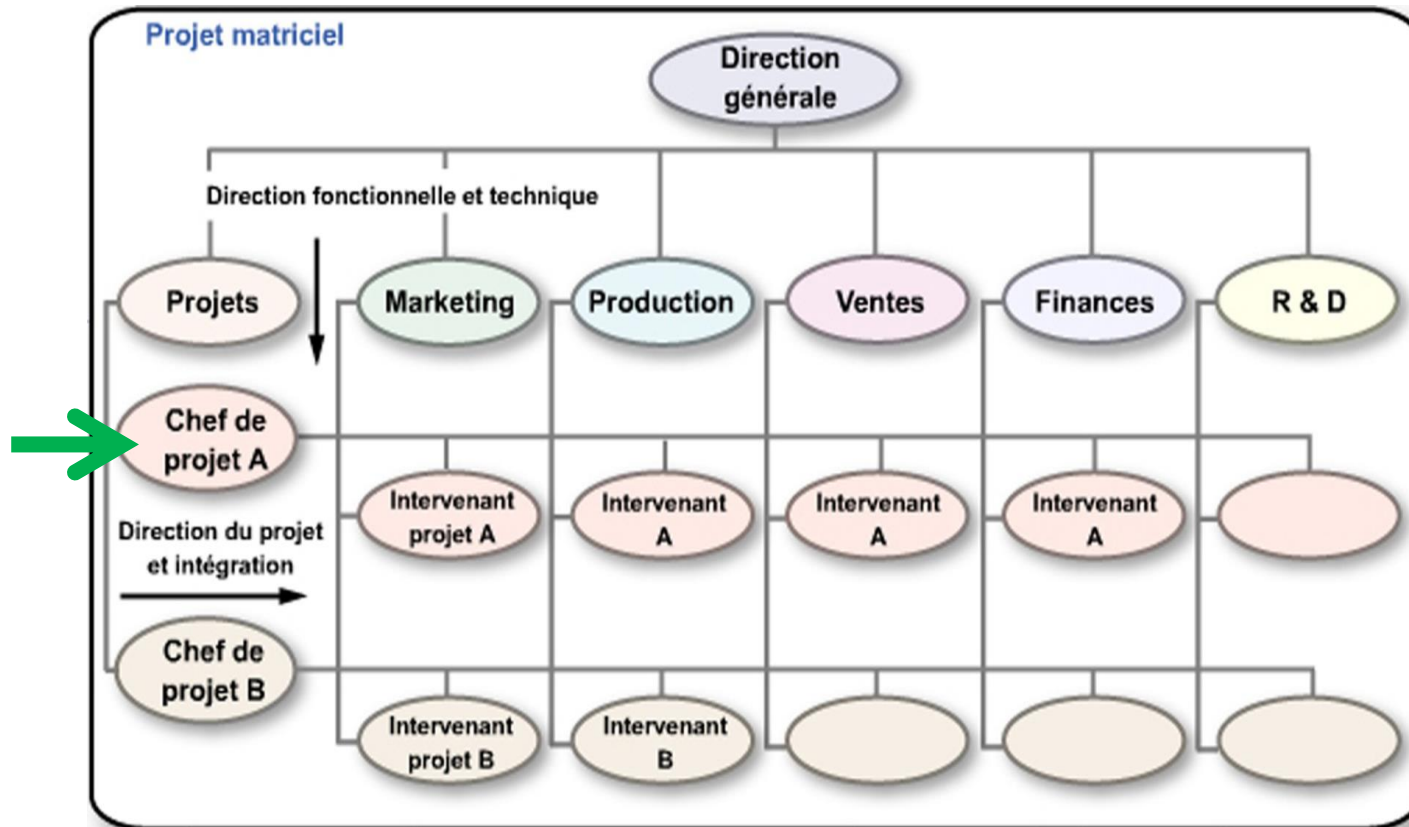 Projet matriciel
Direction
générale
Direction fonctionnelle et technique
Projets
Marketing
Production
Ventes
Finances
R & D
Chef de
projet A
Intervenant
projet A
Intervenant
A
Intervenant
A
Intervenant
A
Direction du projet
et intégration
Chef de
projet B
Intervenant
projet B
Intervenant
B